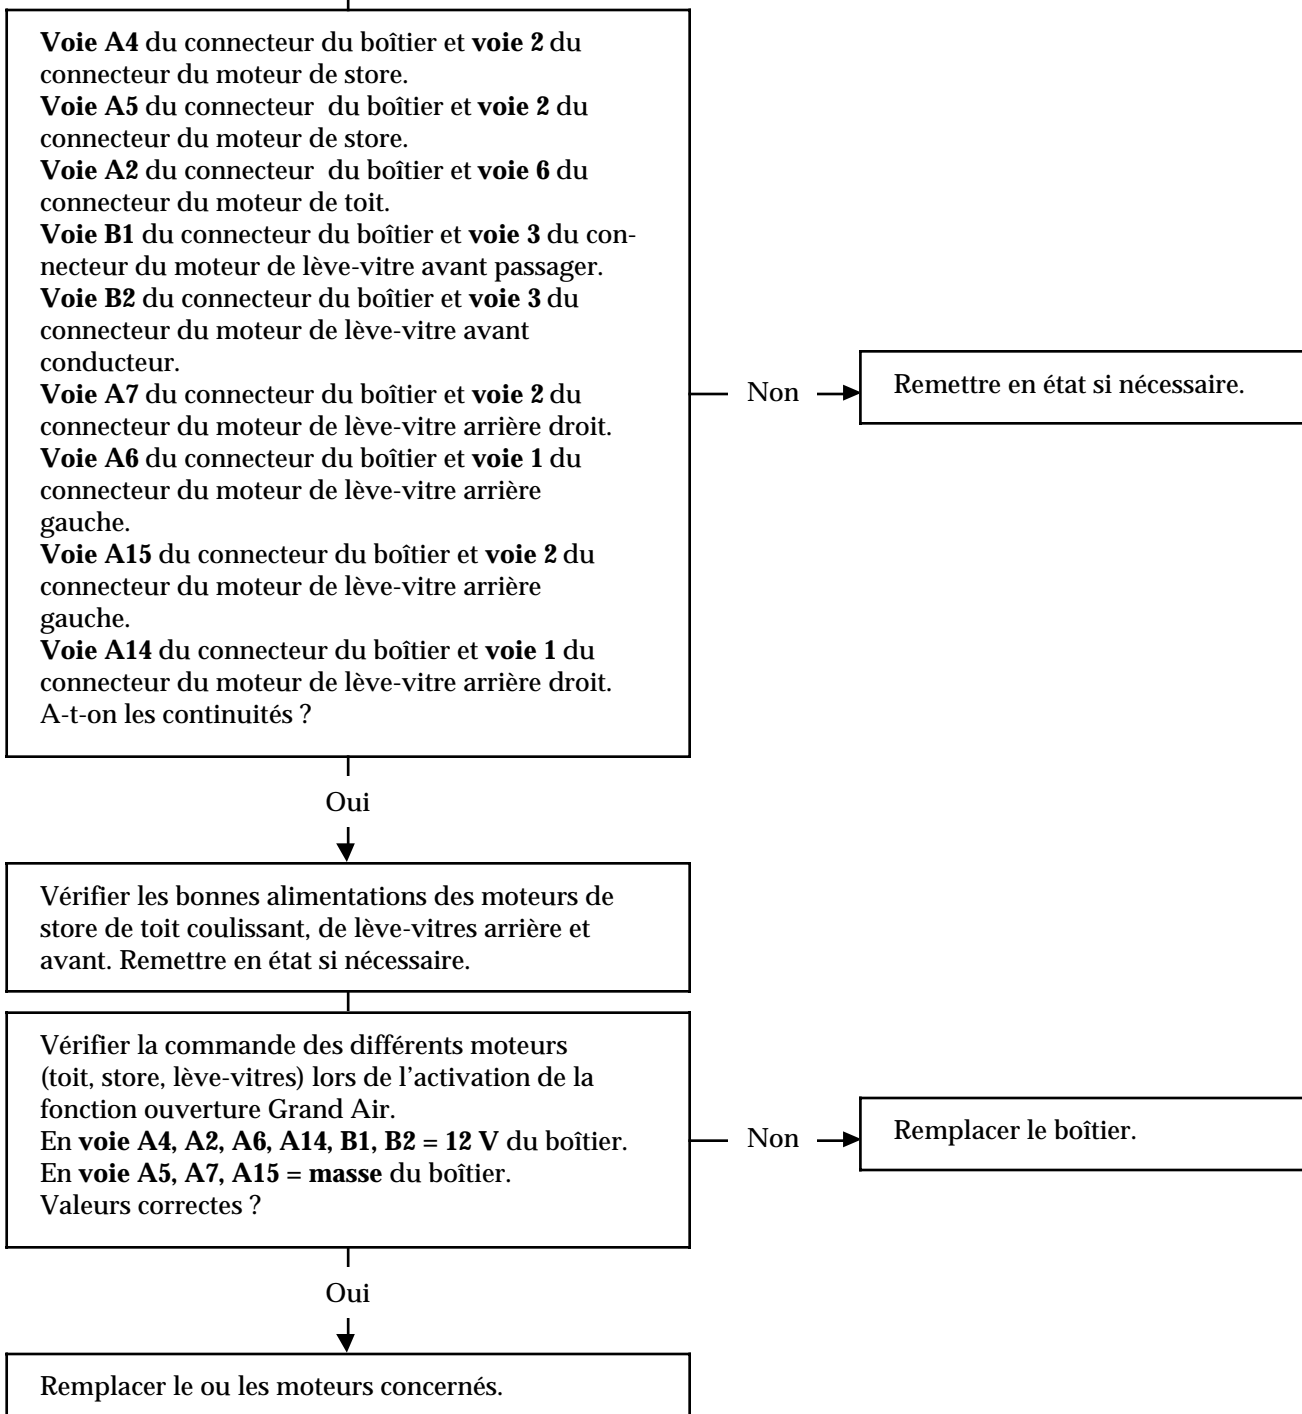 Voie A4 du connecteur du boîtier et voie 2 du
connecteur du moteur de store.
Voie A5 du connecteur du boîtier et voie 2 du
connecteur du moteur de store.
Voie A2 du connecteur du boîtier et voie 6 du
connecteur du moteur de toit.
Voie B1 du connecteur du boîtier et voie 3 du con-
necteur du moteur de lève-vitre avant passager.
Voie B2 du connecteur du boîtier et voie 3 du
connecteur du moteur de lève-vitre avant
conducteur.
Voie A7 du connecteur du boîtier et voie 2 du
connecteur du moteur de lève-vitre arrière droit.
Voie A6 du connecteur du boîtier et voie 1 du
connecteur du moteur de lève-vitre arrière
gauche.
Voie A15 du connecteur du boîtier et voie 2 du
connecteur du moteur de lève-vitre arrière
gauche.
Voie A14 du connecteur du boîtier et voie 1 du
connecteur du moteur de lève-vitre arrière droit.
A-t-on les continuités ?
Non
Remettre en état si nécessaire.
Oui
Vérifier les bonnes alimentations des moteurs de
store de toit coulissant, de lève-vitres arrière et
avant. Remettre en état si nécessaire.
Vérifier la commande des différents moteurs
(toit, store, lève-vitres) lors de l'activation de la
fonction ouverture Grand Air.
En voie A4, A2, A6, A14, B1, B2 = 12 V du boîtier.
En voie A5, A7, A15 = masse du boîtier.
Valeurs correctes ?
Non
Remplacer le boîtier.
Oui
Remplacer le ou les moteurs concernés.